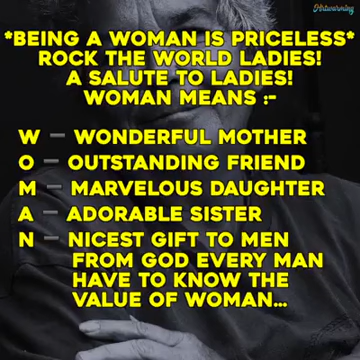 Hirtwarming
*BEING A WOMAN IS PRICELESS*
ROCK THE WORLD LADIES!
A SALUTE TO LADIES!
WOMAN MEANS :-
W — WONDERFUL MOTHER
O — OUTSTANDING FRIEND
M — MARVELOUS DAUGHTER
A — ADORABLE SISTER
N — NICEST GIFT TO MEN
FROM GOD EVERY MAN
HAVE TO KNOW THE
VALUE OF WOMAN...